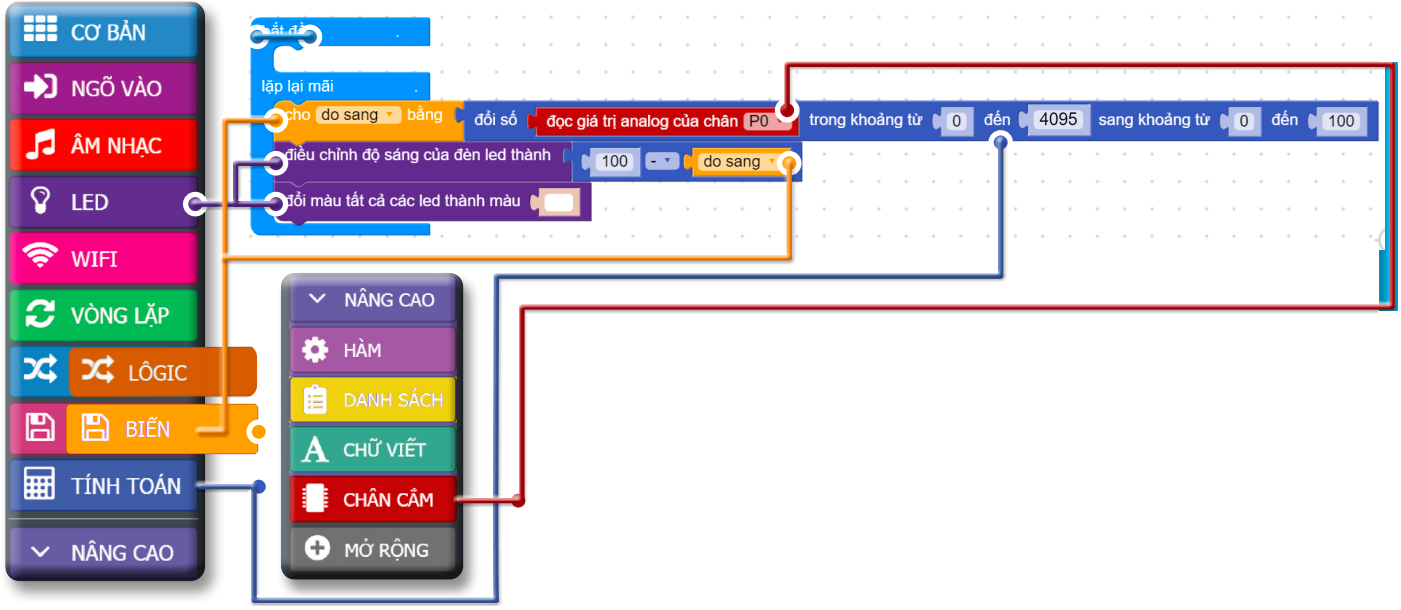 CƠ BẢN
NGÕ VÀO
ÂM NHẠC
LED
WIFI
VÒNG LẶP
LÔGIC
BIẾN
TÍNH TOÁN
NÂNG CAO
lặp lại mãi
cho do sang bằng đổi số đọc giá trị analog của chân P0 trong khoảng từ 0 đến 4095 sang khoảng từ 0 đến 100
điều chỉnh độ sáng của đèn led thành 100 - do sang
đổi màu tất cả các led thành màu
NÂNG CAO
HÀM
DANH SÁCH
CHỮ VIẾT
CHÂN CẮM
MỞ RỘNG